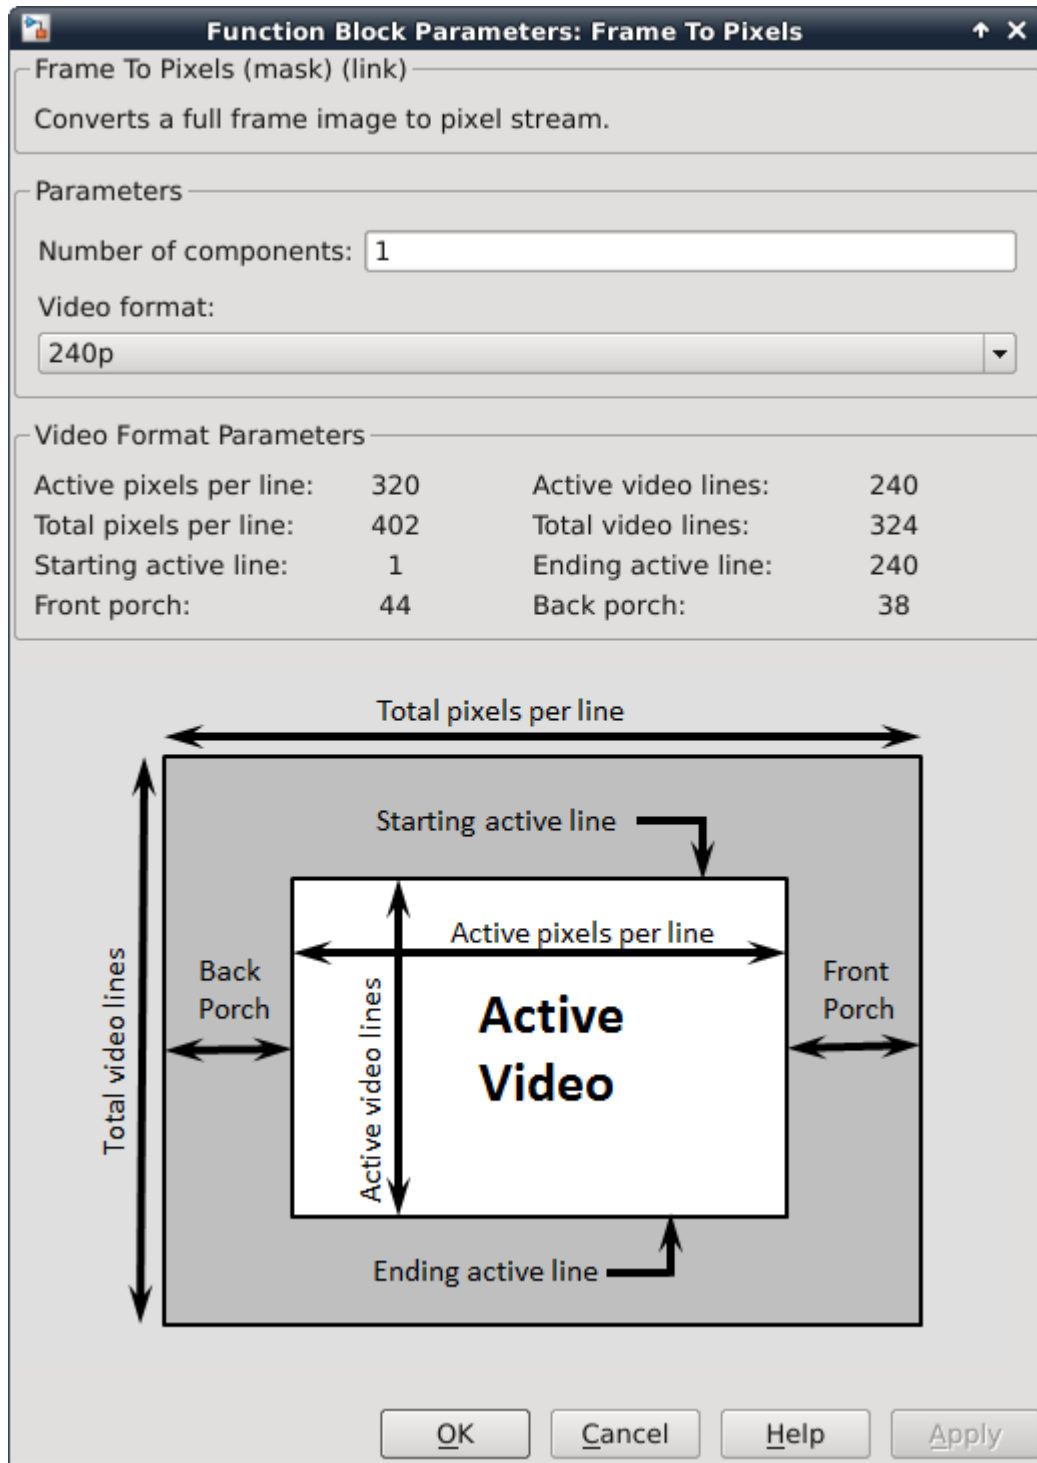 Function Block Parameters: Frame To Pixels
Frame To Pixels (mask) (link)
Converts a full frame image to pixel stream.
Parameters
Number of components: 1
Video format:
240p
Video Format Parameters
Active pixels per line: 320 Active video lines: 240
Total pixels per line: 402 Total video lines: 324
Starting active line: 1 Ending active line: 240
Front porch: 44 Back porch: 38
Total pixels per line
Starting active line
Active pixels per line
Total video lines
Back
Porch
Active video lines
Active
Video
Front
Porch
Ending active line
OK Cancel Help Apply